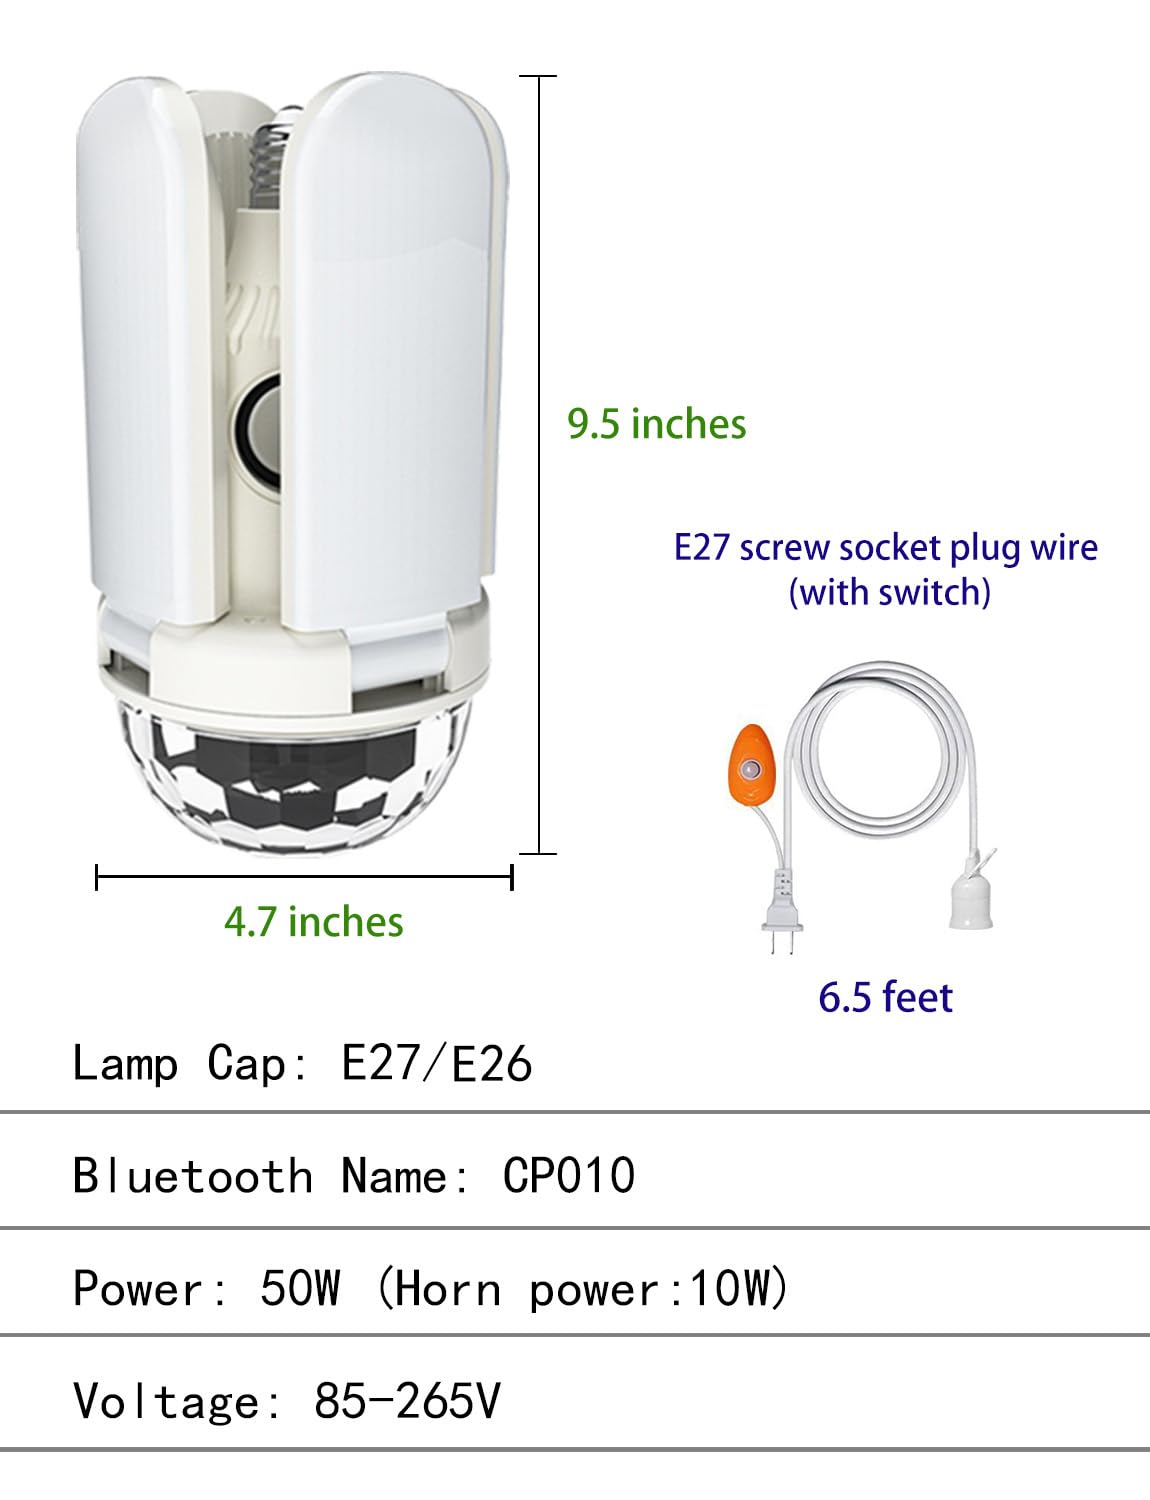 9.5 inches
E27 screw socket plug wire
(with switch)
4.7 inches
6.5 feet
Lamp Cap: E27/E26
Bluetooth Name: CP010
Power: 50W (Horn power:10W)
Voltage: 85-265V